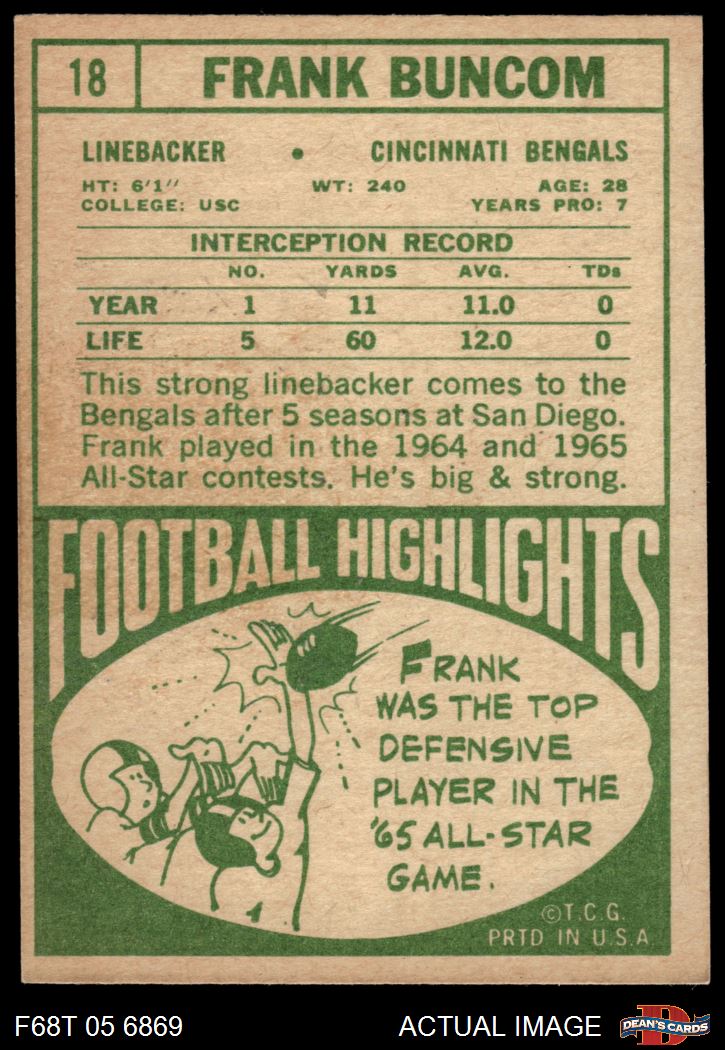 18 FRANK BUNCOM
LINEBACKER • CINCINNATI BENGALS
HT: 6'1" WT: 240 AGE: 28
COLLEGE: USC YEARS PRO: 7
INTERCEPTION RECORD
NO. YARDS AVG. TDs
YEAR 1 11 11.0 0
LIFE 5 60 12.0 0
This strong linebacker comes to the
Bengals after 5 seasons at San Diego.
Frank played in the 1964 and 1965
All-Star contests. He's big & strong.
FOOTBALL HIGHLIGHTS
FRANK
WAS THE TOP
DEFENSIVE
PLAYER IN THE
'65 ALL-STAR
GAME.
©T.C.G.
PRTD IN U.S.A
F68T 05 6869 ACTUAL IMAGE D DEAN'S CARDS